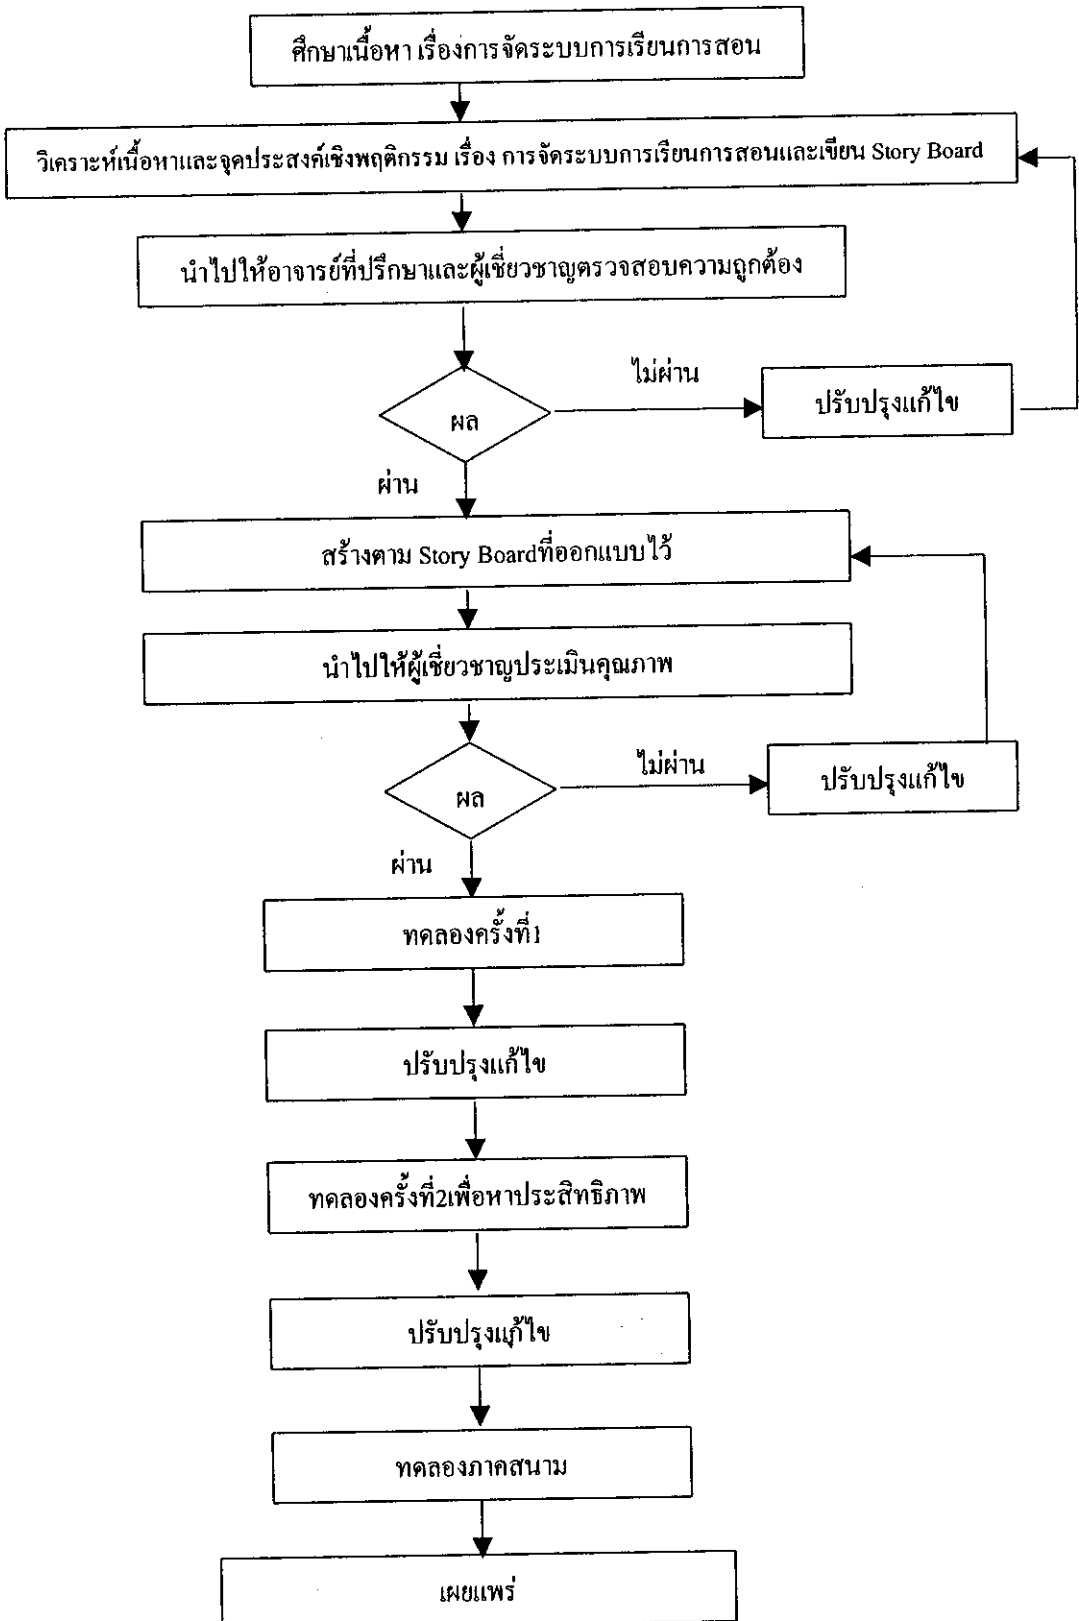 ศึกษาเนื้อหา เรื่องการจัดระบบการเรียนการสอน
วิเคราะห์เนื้อหาและจุดประสงค์เชิงพฤติกรรม เรื่อง การจัดระบบการเรียนการสอนและเขียน Story Board
นำไปให้อาจารย์ที่ปรึกษาและผู้เชี่ยวชาญตรวจสอบความถูกต้อง
ไม่ผ่าน
ปรับปรุงแก้ไข
ผล
ผ่าน
สร้างตาม Story Boardที่ออกแบบไว้
นำไปให้ผู้เชี่ยวชาญประเมินคุณภาพ
ไม่ผ่าน
ปรับปรุงแก้ไข
ผล
ผ่าน
ทดลองครั้งที่1
ปรับปรุงแก้ไข
ทดลองครั้งที่2เพื่อหาประสิทธิภาพ
ปรับปรุงแก้ไข
ทดลองภาคสนาม
เผยแพร่